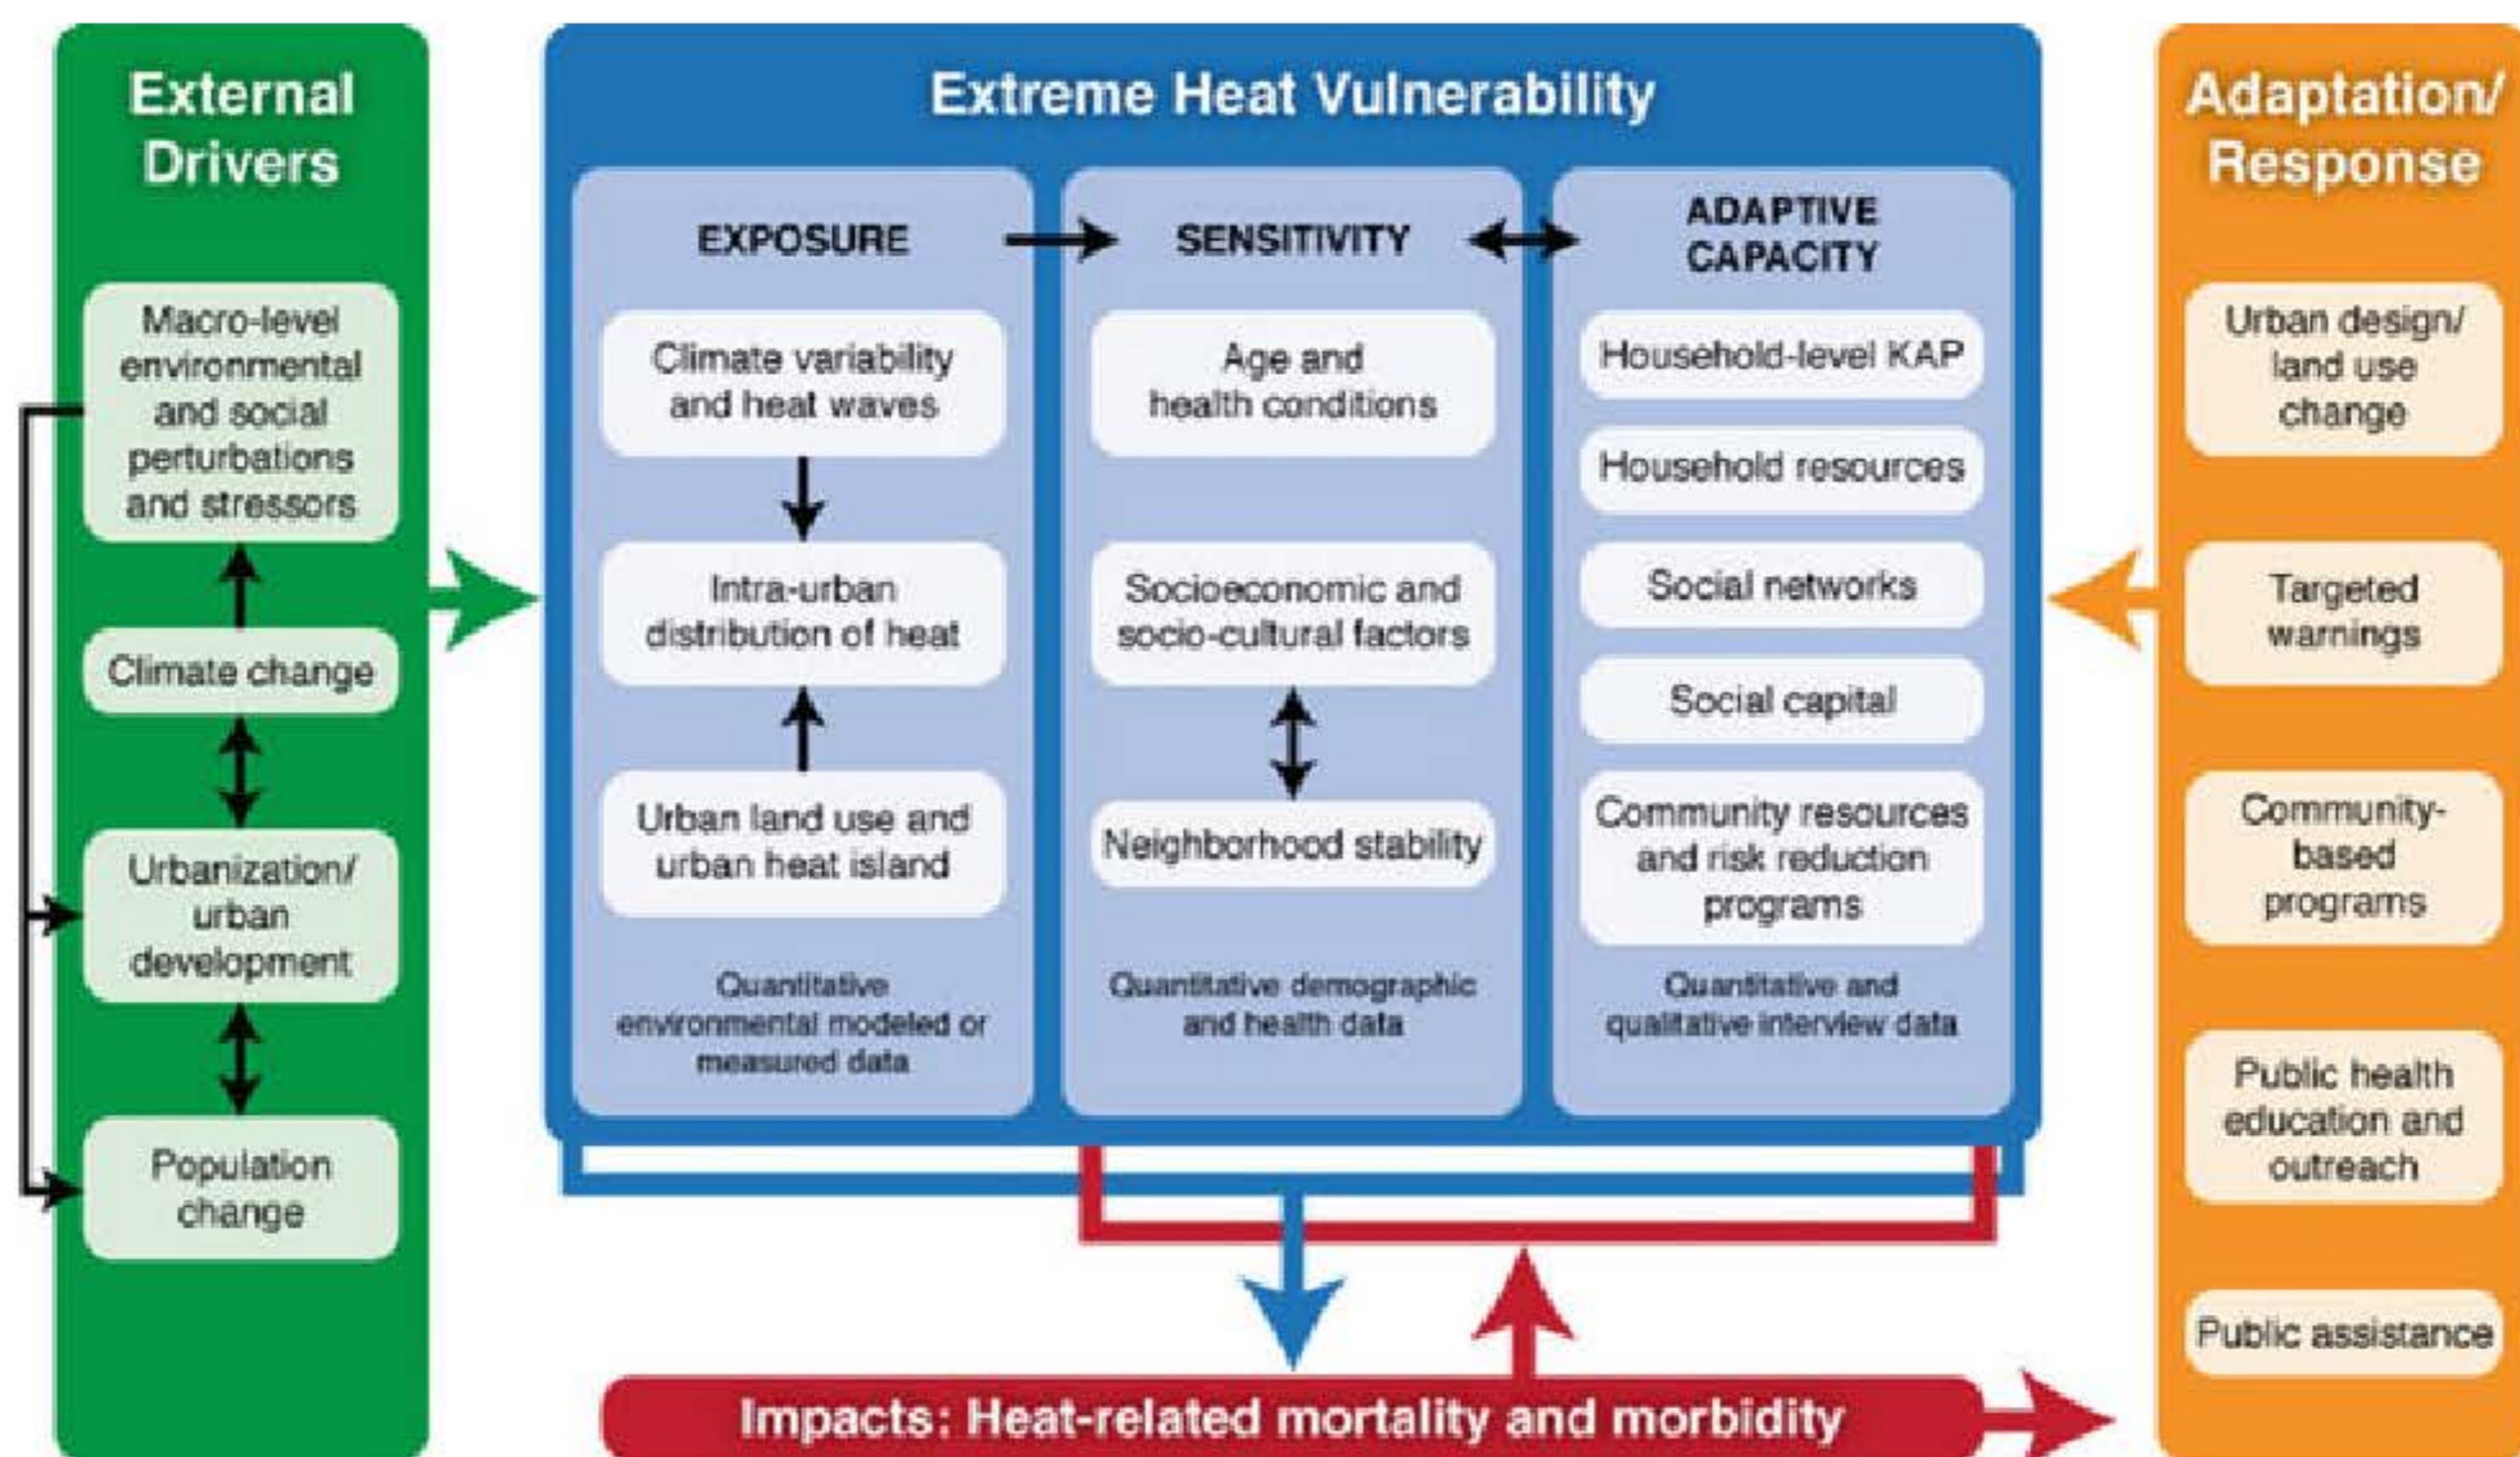 External
Drivers
Macro-level
environmental
and social
perturbations
and stressors
Climate change
Urbanization/
urban
development
Population
change
Extreme Heat Vulnerability
EXPOSURE
Climate variability
and heat waves
Intra-urban
distribution of heat
Urban land use and
urban heat island
Quantitative
environmental modeled or
measured data
SENSITIVITY
Age and
health conditions
Socioeconomic and
socio-cultural factors
Neighborhood stability
Quantitative demographic
and health data
ADAPTIVE
CAPACITY
Household-level KAP
Household resources
Social networks
Social capital
Community resources
and risk reduction
programs
Quantitative and
qualitative interview data
Impacts: Heat-related mortality and morbidity
Adaptation/
Response
Urban design/
land use
change
Targeted
warnings
Community-
based
programs
Public health
education and
outreach
Public assistance